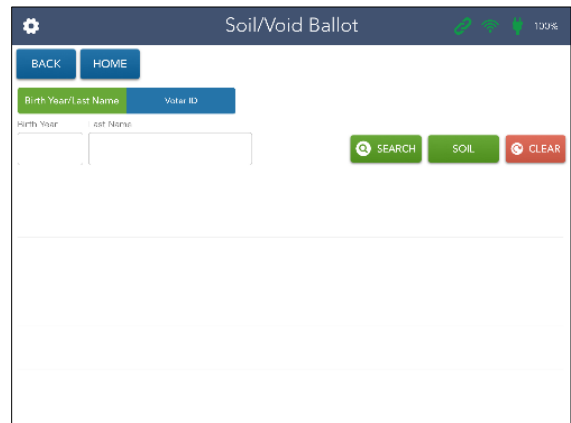 Soil/Void Ballot 100%
BACK HOME
Birth Year/Last Name Voter ID
Birth Year Last Name
SEARCH SOIL CLEAR